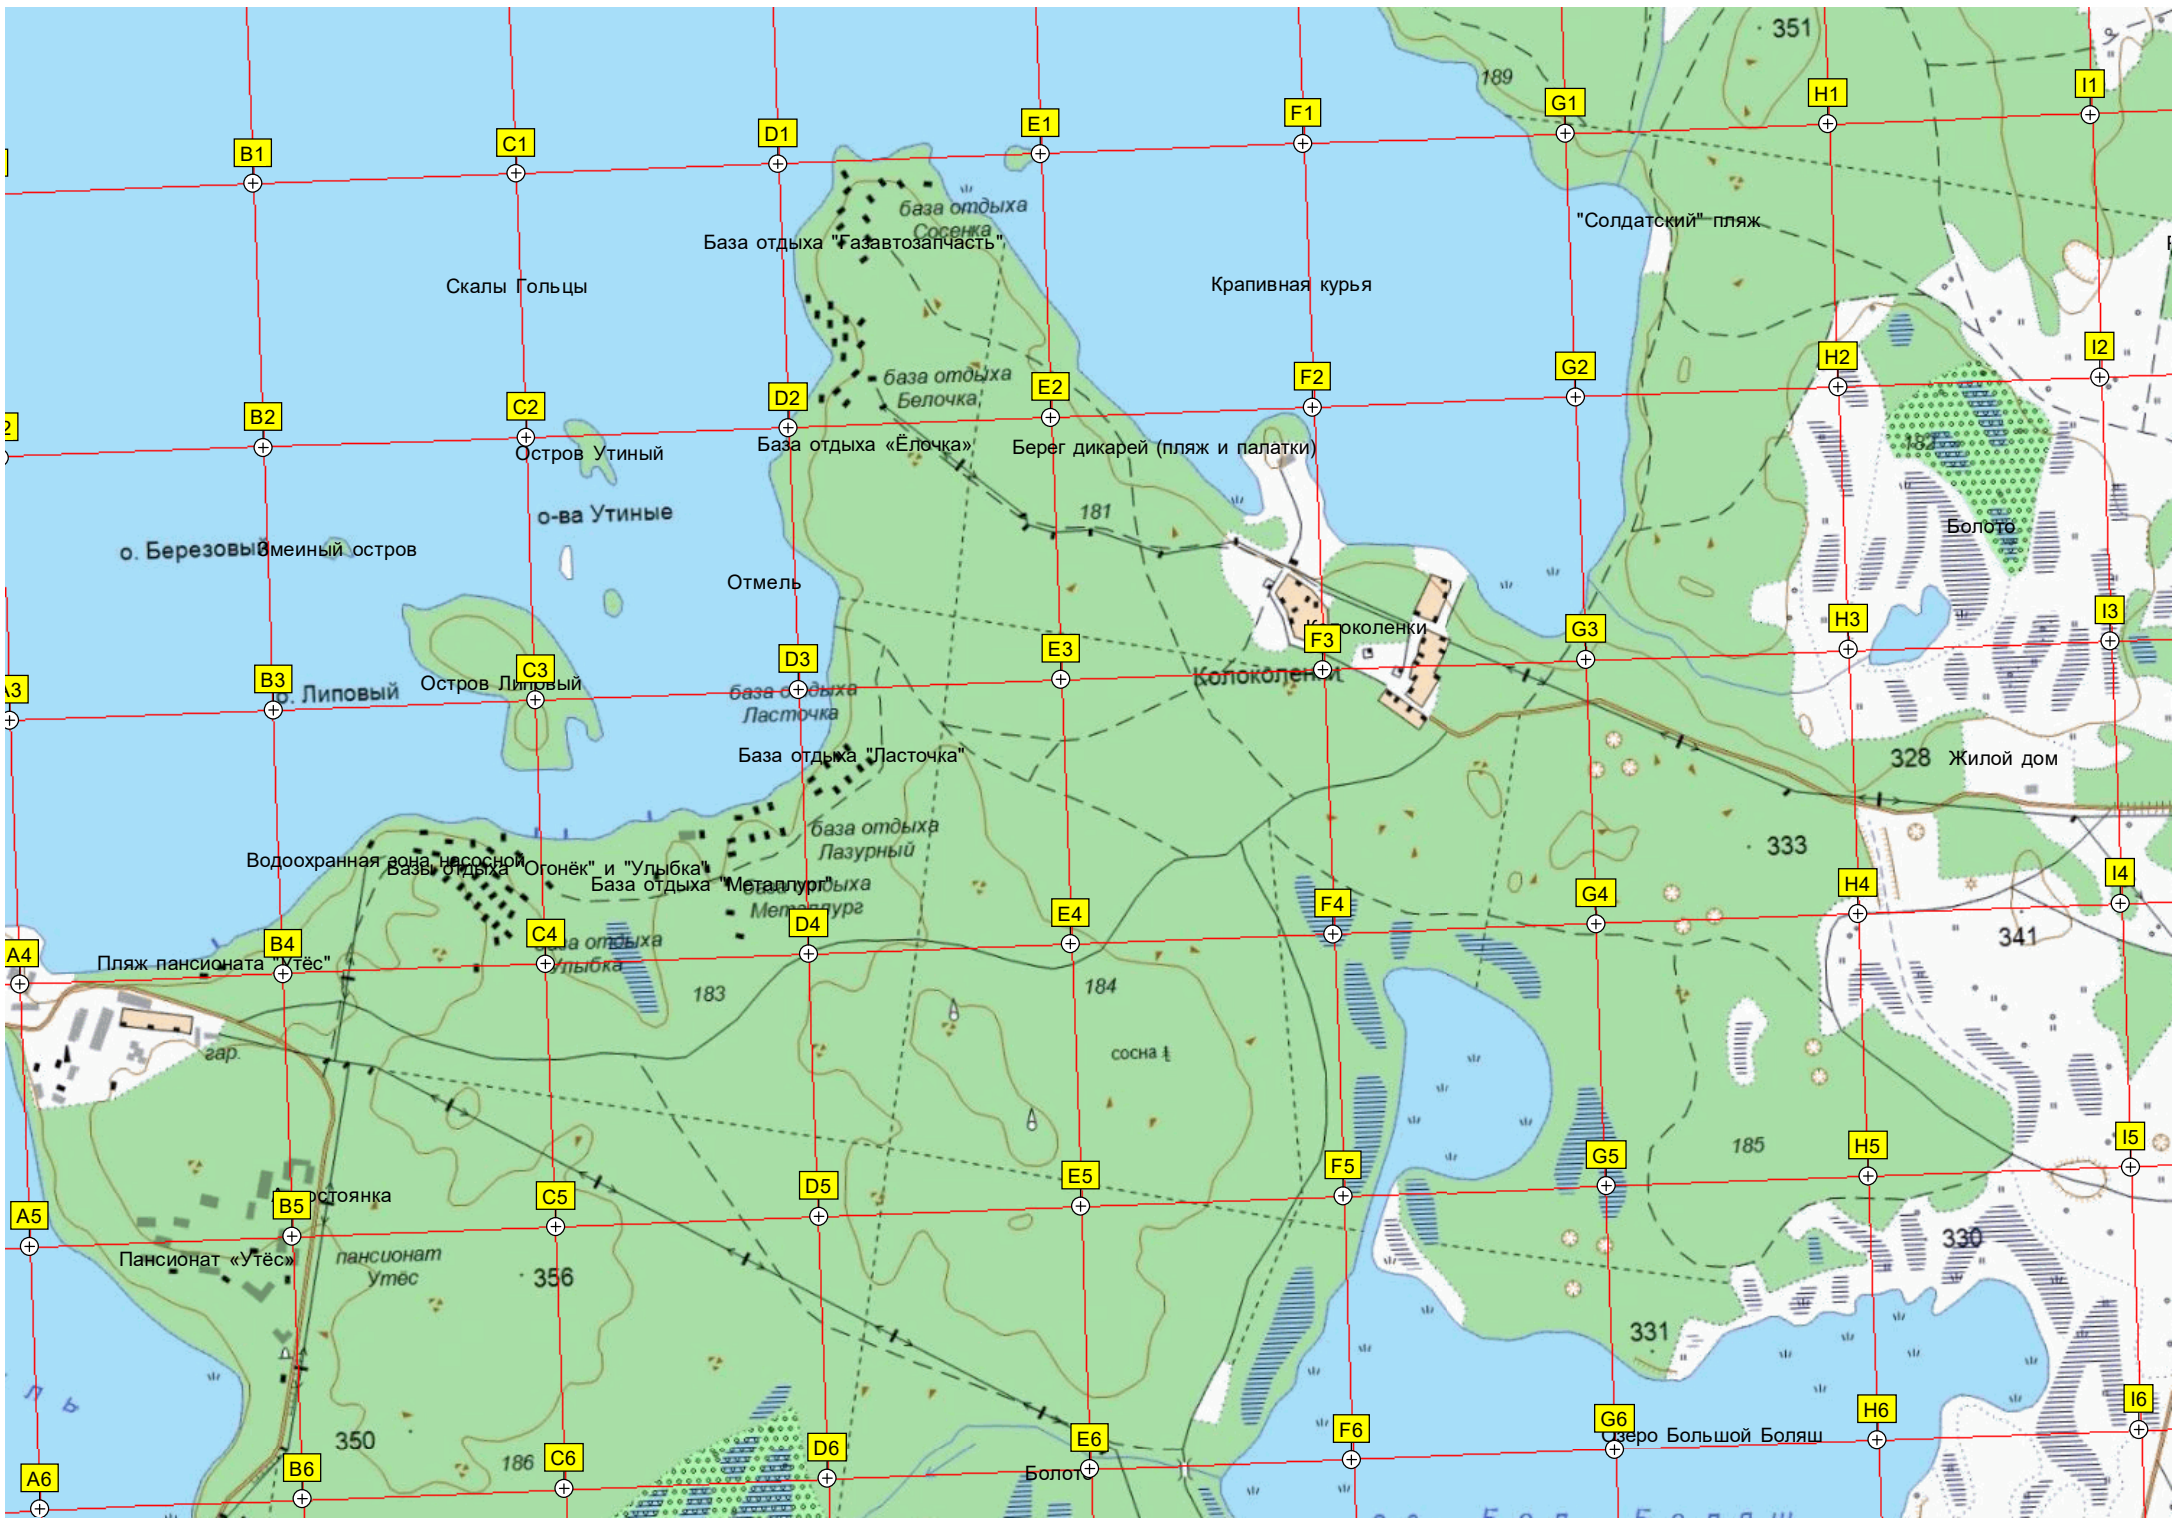 351
189
I1
H1
G1
F1
E1
D1
C1
B1
база отдыха
Сосенка
"Солдатский" пляж
База отдыха "Газавтозапчасть"
Скалы Гольцы
Крапивная курья
I2
H2
G2
F2
E2
D2
C2
B2
2
база отдыха
Белочка
182
База отдыха «Ёлочка»
Берег дикарей (пляж и палатки)
Остров Утиный
о-ва Утиные
181
Болото
о. Березовый
Змеиный остров
Отмель
I3
H3
G3
F3
E3
D3
C3
B3
A3
Колоколенки
Колоколенки
о. Липовый
Остров Липовый
база отдыха
Ласточка
База отдыха "Ласточка"
328
Жилой дом
333
база отдыха
Лазурный
Водоохранная зона насосной
Базы отдыха "Огонёк" и "Улыбка"
База отдыха "Металлург"
база отдыха
Металлург
I4
H4
G4
F4
E4
D4
C4
B4
A4
база отдыха
Улыбка
341
Пляж пансионата "Утёс"
183
184
гар.
сосна
185
I5
H5
G5
F5
E5
D5
C5
B5
A5
Автостоянка
Пансионат «Утёс»
пансионат
Утёс
356
330
331
ль
350
186
I6
H6
G6
F6
E6
D6
C6
B6
A6
Озеро Большой Боляш
Болото